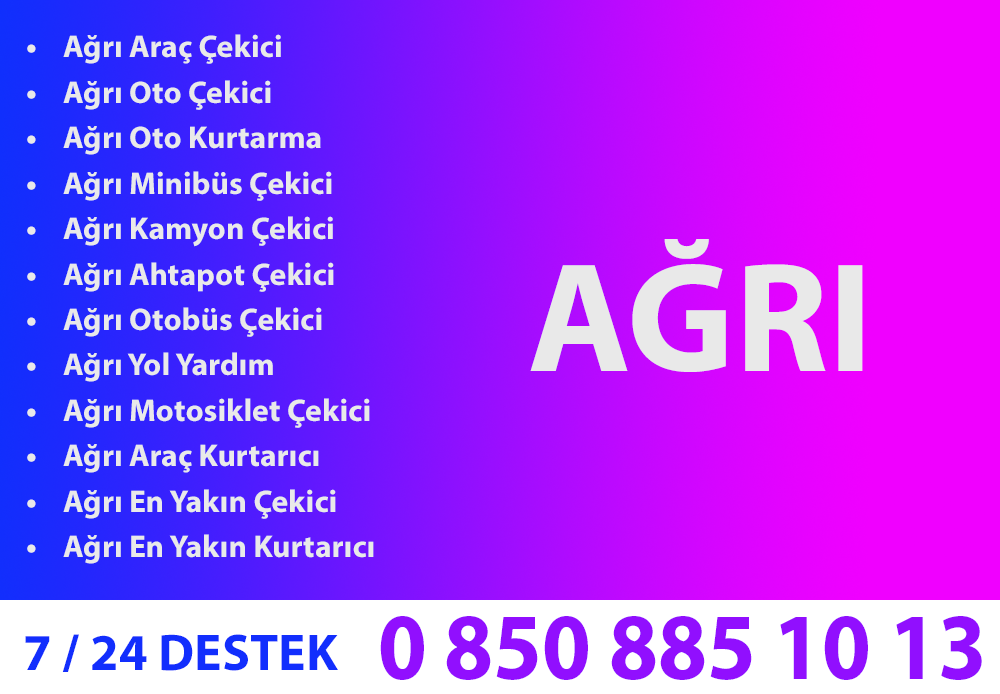 • Ağrı Araç Çekici
• Ağrı Oto Çekici
• Ağrı Oto Kurtarma
• Ağrı Minibüs Çekici
• Ağrı Kamyon Çekici
• Ağrı Ahtapot Çekici
• Ağrı Otobüs Çekici
• Ağrı Yol Yardım
• Ağrı Motosiklet Çekici
• Ağrı Araç Kurtarıcı
• Ağrı En Yakın Çekici
• Ağrı En Yakın Kurtarıcı
AĞRI
7 / 24 DESTEK 0 850 885 10 13